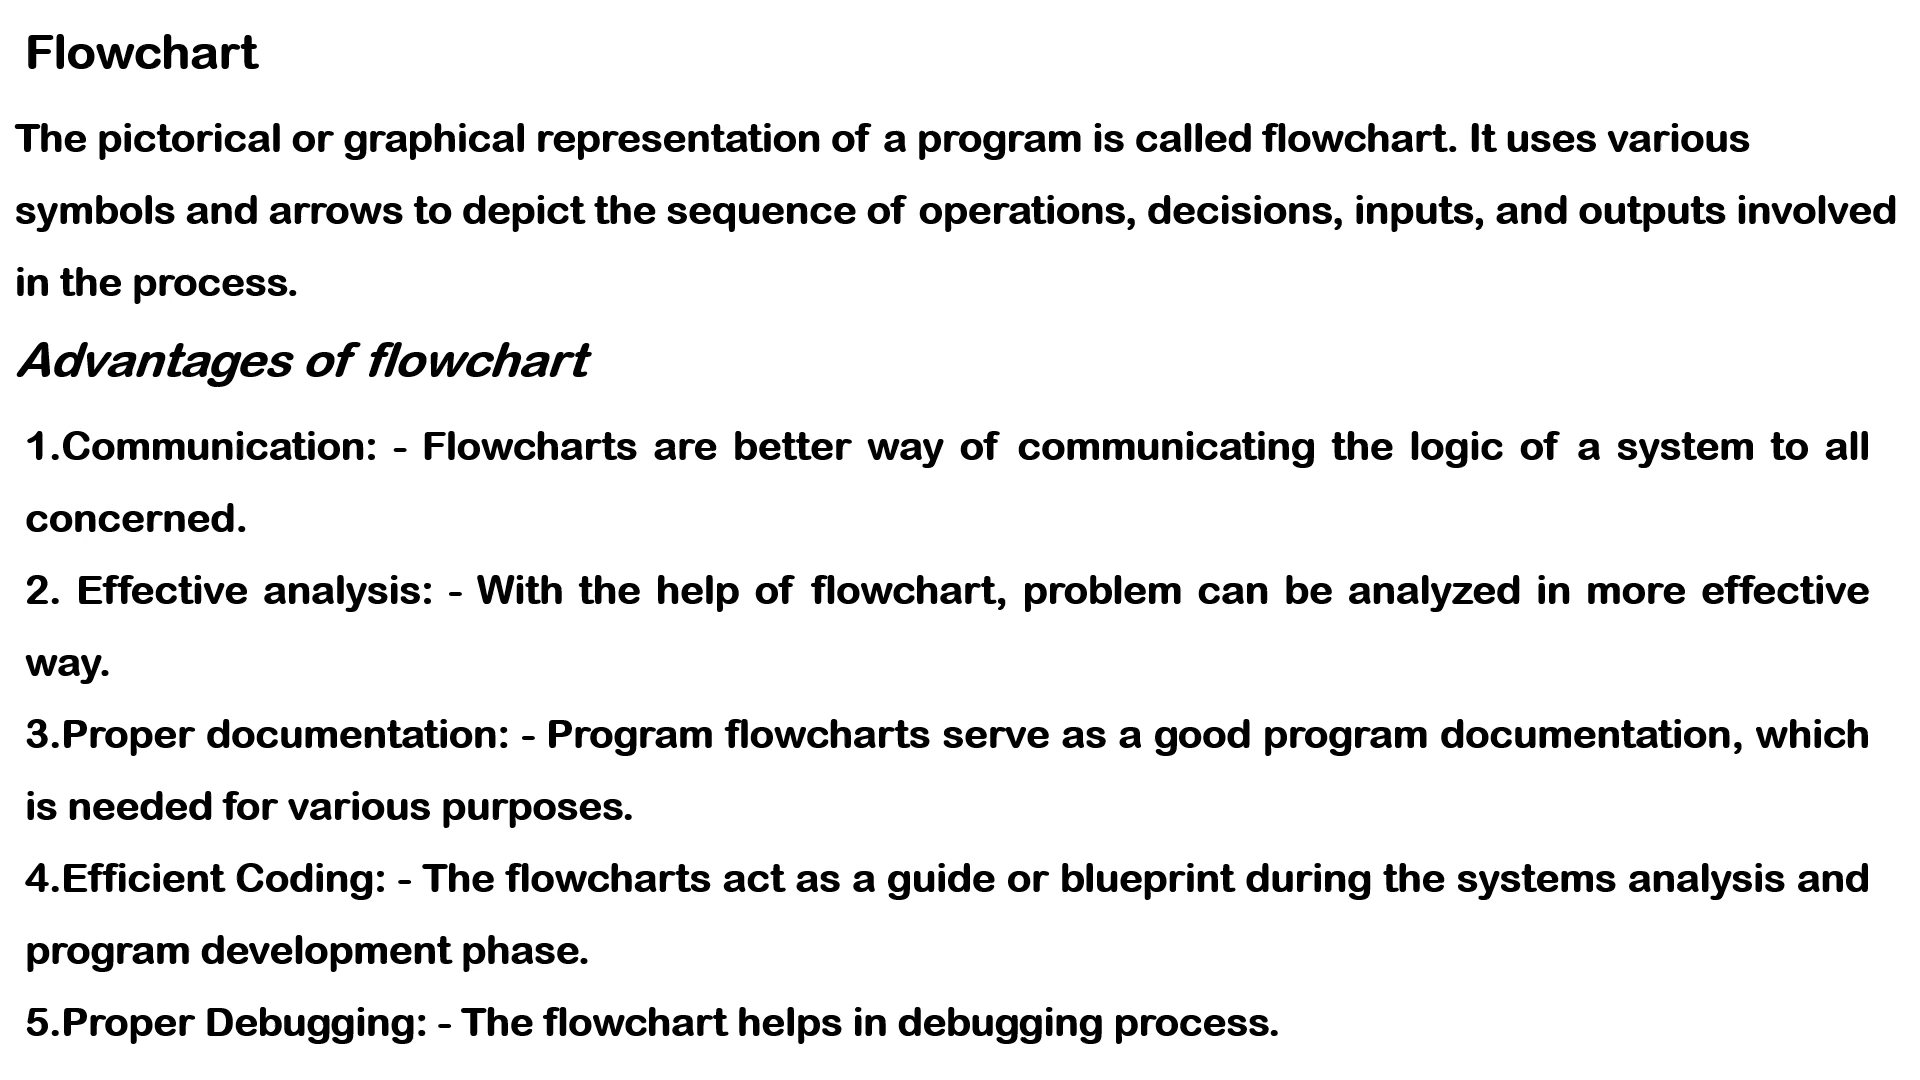 Flowchart
The pictorical or graphical representation of a program is called flowchart. It uses various
symbols and arrows to depict the sequence of operations, decisions, inputs, and outputs involved
in the process.
Advantages of flowchart
1.Communication: - Flowcharts are better way of communicating the logic of a system to all
concerned.
2. Effective analysis: - With the help of flowchart, problem can be analyzed in more effective
way.
3.Proper documentation: - Program flowcharts serve as a good program documentation, which
is needed for various purposes.
4.Efficient Coding: - The flowcharts act as a guide or blueprint during the systems analysis and
program development phase.
5.Proper Debugging: - The flowchart helps in debugging process.